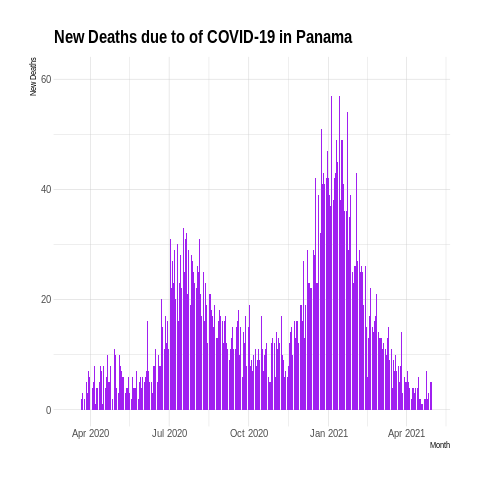 New Deaths due to of COVID-19 in Panama
New Deaths
60
40
20
0
Apr 2020 Jul 2020 Oct 2020 Jan 2021 Apr 2021
Month